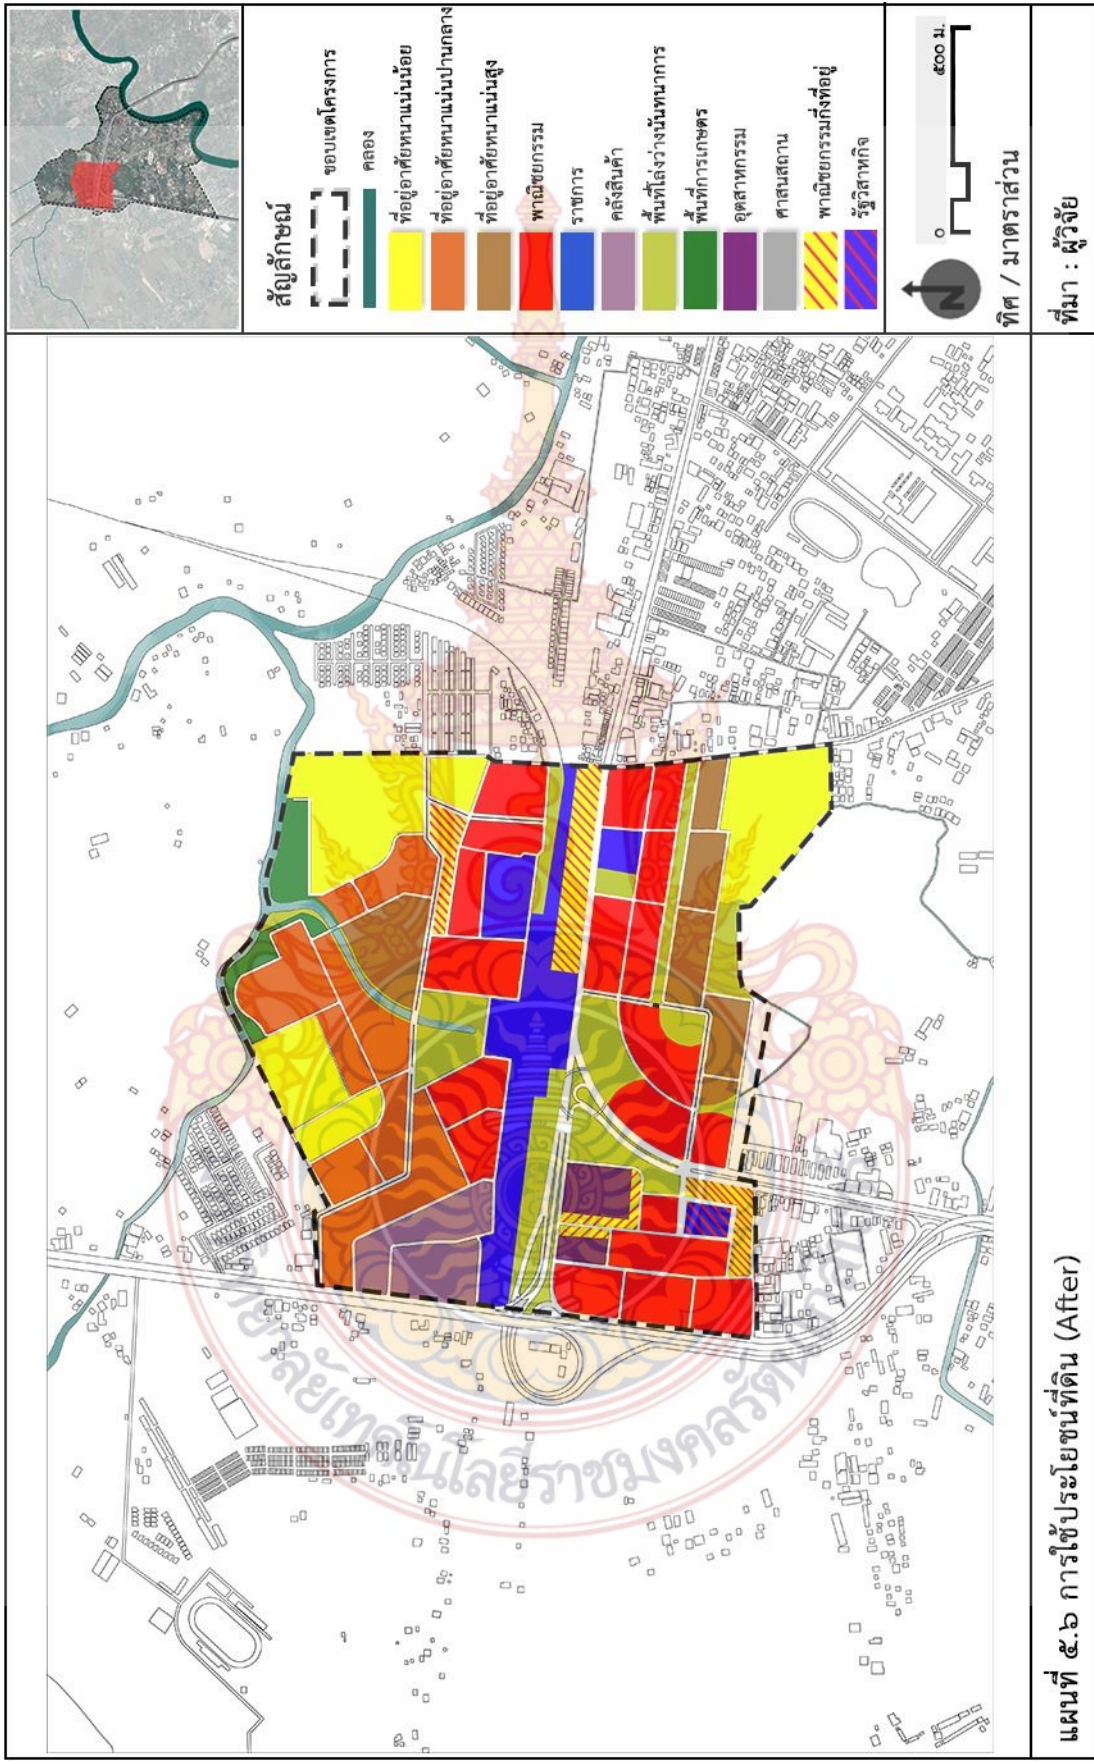 สัญลักษณ์
ขอบเขตโครงการ
คลอง
ที่อยู่อาศัยหนาแน่นน้อย
ที่อยู่อาศัยหนาแน่นปานกลาง
ที่อยู่อาศัยหนาแน่นสูง
พาณิชยกรรม
ราชการ
คลังสินค้า
พื้นที่โล่งว่างนันทนาการ
พื้นที่การเกษตร
อุตสาหกรรม
ศาสนสถาน
พาณิชยกรรมกึ่งที่อยู่
รัฐวิสาหกิจ
N
๐ ๕๐๐ ม.
ทิศ / มาตราส่วน
แผนที่ ๕.๖ การใช้ประโยชน์ที่ดิน (After)
ที่มา : ผู้วิจัย